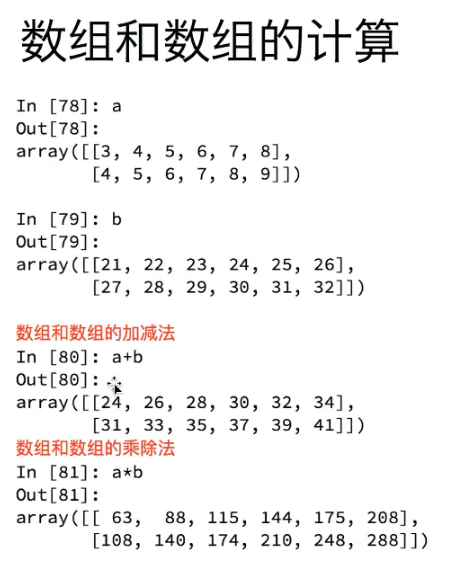 数组和数组的计算
In [78]: a
Out[78]:
array([[3, 4, 5, 6, 7, 8],
       [4, 5, 6, 7, 8, 9]])
In [79]: b
Out[79]:
array([[21, 22, 23, 24, 25, 26],
       [27, 28, 29, 30, 31, 32]])
数组和数组的加减法
In [80]: a+b
Out[80]:
array([[24, 26, 28, 30, 32, 34],
       [31, 33, 35, 37, 39, 41]])
数组和数组的乘除法
In [81]: a*b
Out[81]:
array([[ 63,  88, 115, 144, 175, 208],
       [108, 140, 174, 210, 248, 288]])